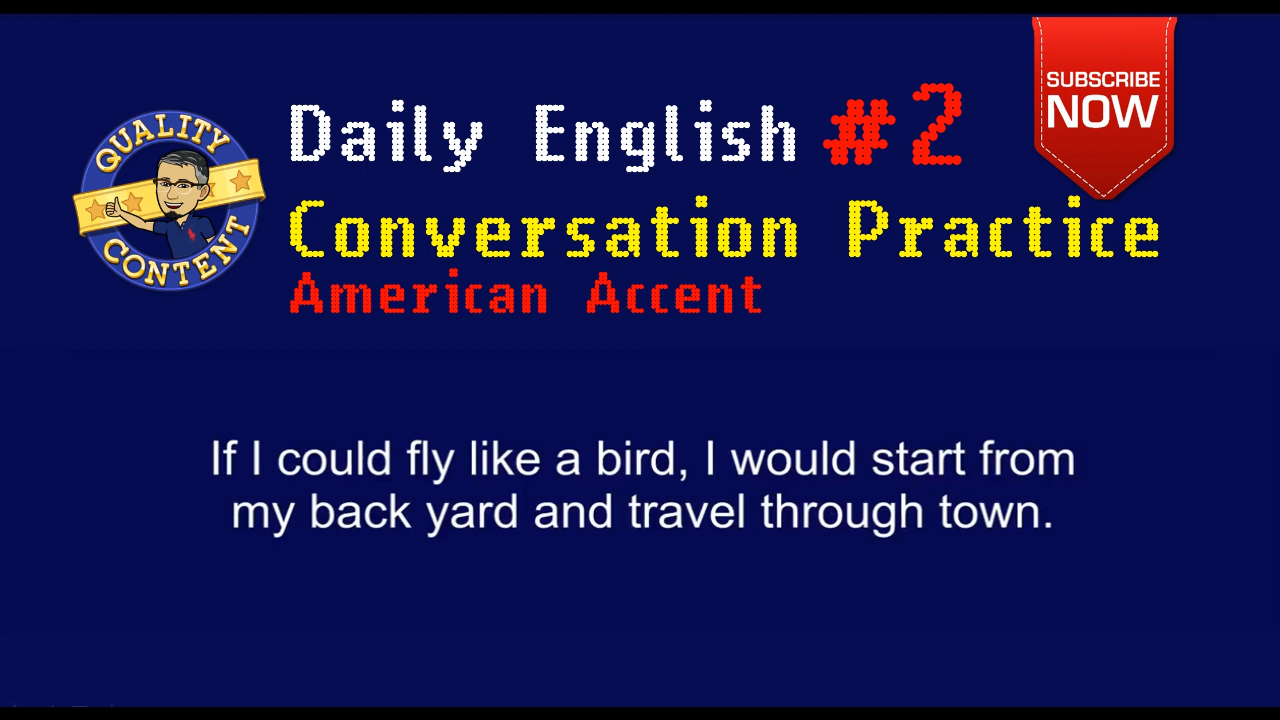 QUALITY
CONTENT
Daily English #2
SUBSCRIBE
NOW
Conversation Practice
American Accent
If I could fly like a bird, I would start from
my back yard and travel through town.